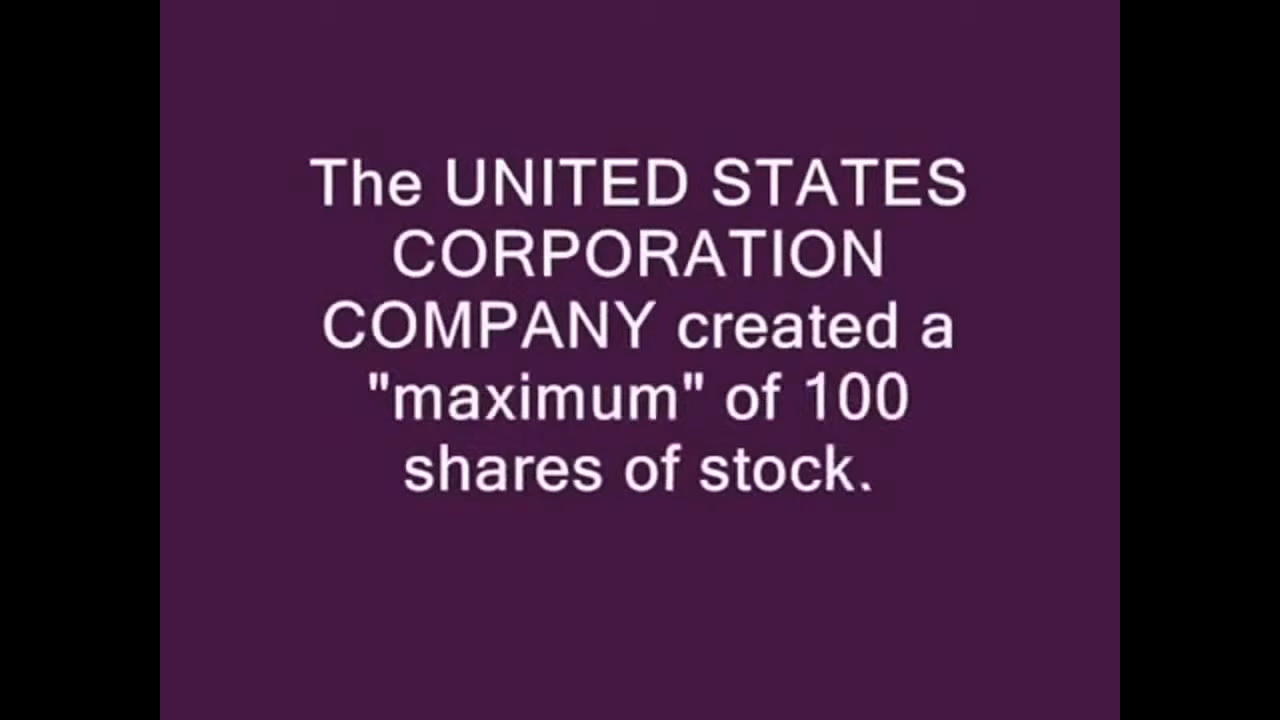 The UNITED STATES
CORPORATION
COMPANY created a
"maximum" of 100
shares of stock.